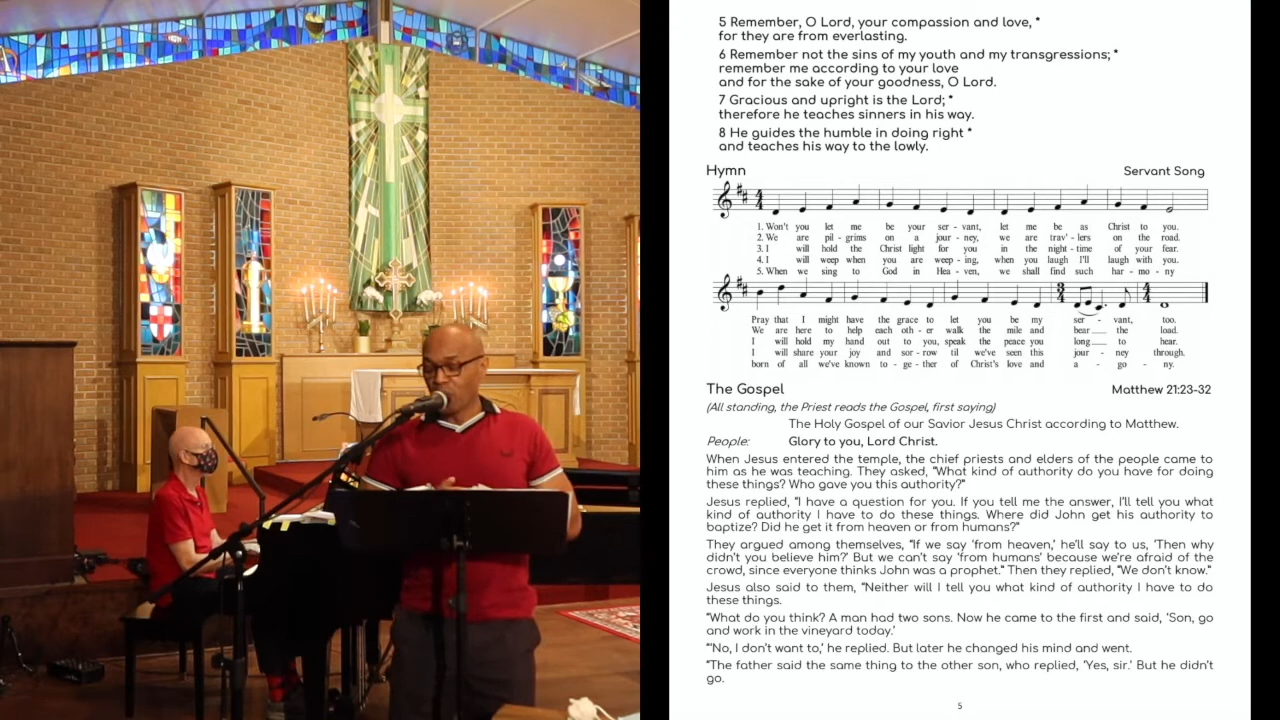 5 Remember, O Lord, your compassion and love, *
for they are from everlasting.
6 Remember not the sins of my youth and my transgressions; *
remember me according to your love
and for the sake of your goodness, O Lord.
7 Gracious and upright is the Lord; *
therefore he teaches sinners in his way.
8 He guides the humble in doing right *
and teaches his way to the lowly.
Hymn Servant Song
4 4
1. Won't you let me be your ser - vant, let me be as Christ to you.
2. We are pil - grims on a jour - ney, we are trav' - lers on the road.
3. I will hold the Christ light for you in the night - time of your fear.
4. I will weep when you are weep - ing, when you laugh I'll laugh with you.
5. When we sing to God in Hea - ven, we shall find such har - mo - ny
3 4 4 4
Pray that I might have the grace to let you be my ser - vant, too.
We are here to help each oth - er walk the mile and bear the load.
I will hold my hand out to you, speak the peace you long to hear.
I will share your joy and sor - row til we've seen this jour - ney through.
born of all we've known to - ge - ther of Christ's love and a - go - ny.
The Gospel Matthew 21:23-32
(All standing, the Priest reads the Gospel, first saying)
The Holy Gospel of our Savior Jesus Christ according to Matthew.
People: Glory to you, Lord Christ.
When Jesus entered the temple, the chief priests and elders of the people came to
him as he was teaching. They asked, “What kind of authority do you have for doing
these things? Who gave you this authority?”
Jesus replied, “I have a question for you. If you tell me the answer, I’ll tell you what
kind of authority I have to do these things. Where did John get his authority to
baptize? Did he get it from heaven or from humans?”
They argued among themselves, “If we say ‘from heaven,’ he’ll say to us, ‘Then why
didn’t you believe him?’ But we can’t say ‘from humans’ because we’re afraid of the
crowd, since everyone thinks John was a prophet.” Then they replied, “We don’t know.”
Jesus also said to them, “Neither will I tell you what kind of authority I have to do
these things.
“What do you think? A man had two sons. Now he came to the first and said, ‘Son, go
and work in the vineyard today.’
“‘No, I don’t want to,’ he replied. But later he changed his mind and went.
“The father said the same thing to the other son, who replied, ‘Yes, sir.’ But he didn’t
go.
5